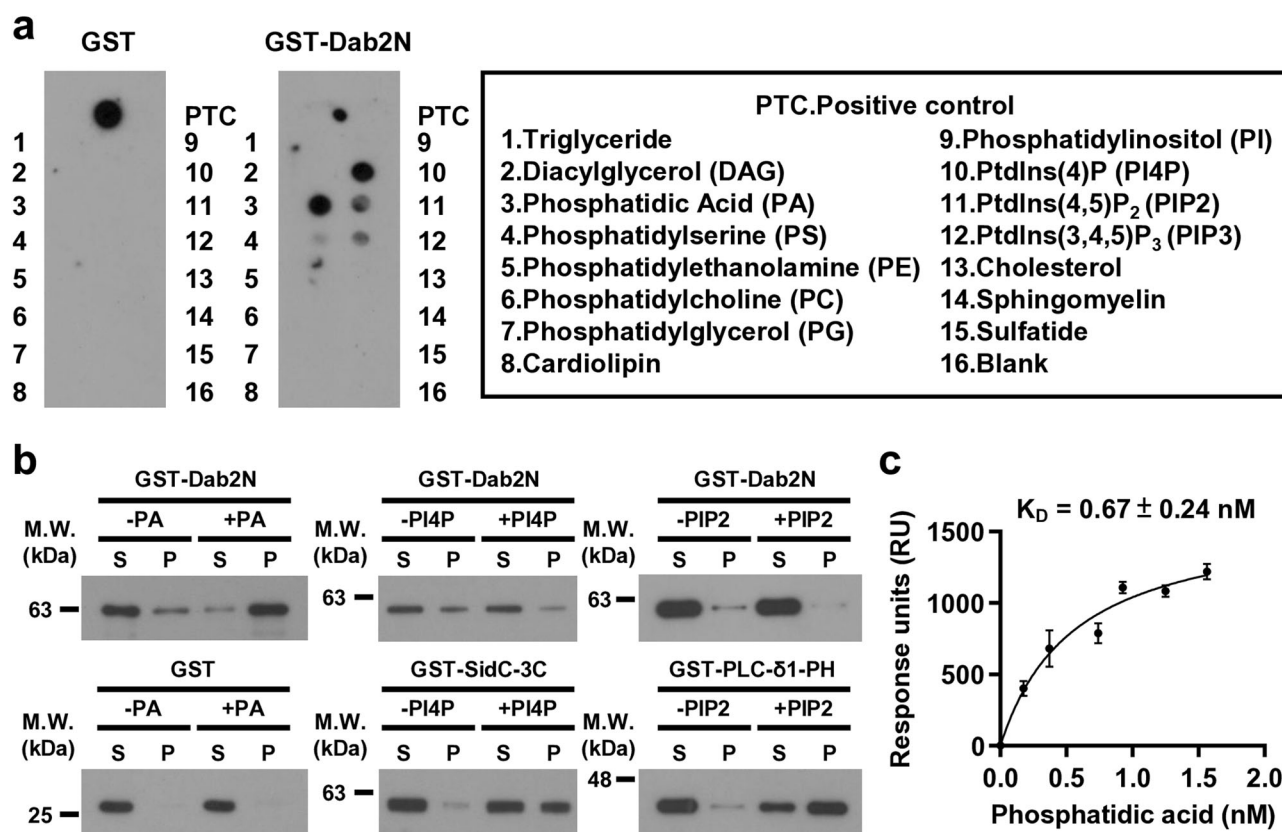 a
GST
GST-Dab2N
PTC
1 9
2 10
3 11
4 12
5 13
6 14
7 15
8 16
PTC
1 9
2 10
3 11
4 12
5 13
6 14
7 15
8 16
PTC.Positive control
1.Triglyceride
2.Diacylglycerol (DAG)
3.Phosphatidic Acid (PA)
4.Phosphatidylserine (PS)
5.Phosphatidylethanolamine (PE)
6.Phosphatidylcholine (PC)
7.Phosphatidylglycerol (PG)
8.Cardiolipin
9.Phosphatidylinositol (PI)
10.PtdIns(4)P (PI4P)
11.PtdIns(4,5)P₂ (PIP2)
12.PtdIns(3,4,5)P₃ (PIP3)
13.Cholesterol
14.Sphingomyelin
15.Sulfatide
16.Blank
b
GST-Dab2N
-PA +PA
M.W.
(kDa)
S P S P
63
GST-Dab2N
-PI4P +PI4P
M.W.
(kDa)
S P S P
63
GST-Dab2N
-PIP2 +PIP2
M.W.
(kDa)
S P S P
63
GST
-PA +PA
M.W.
(kDa)
S P S P
25
GST-SidC-3C
-PI4P +PI4P
M.W.
(kDa)
S P S P
63
GST-PLC-δ1-PH
-PIP2 +PIP2
M.W.
(kDa)
S P S P
48
c
K_D = 0.67 ± 0.24 nM
Response units (RU)
1500
1000
500
0
0.0 0.5 1.0 1.5 2.0
Phosphatidic acid (nM)